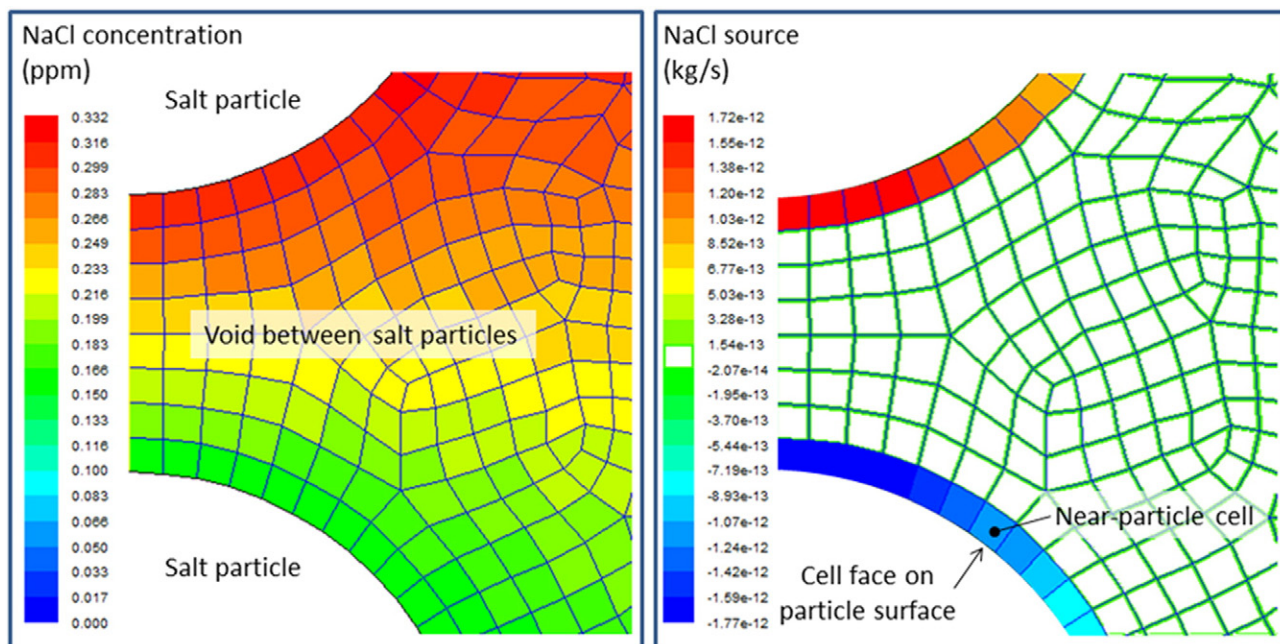 NaCl concentration
(ppm)
Salt particle
0.332
0.316
0.299
0.283
0.266
0.249
0.233
0.216
0.199
0.183
0.166
0.150
0.133
0.116
0.100
0.083
0.066
0.050
0.033
0.017
0.000
Void between salt particles
Salt particle
NaCl source
(kg/s)
1.72e-12
1.55e-12
1.38e-12
1.20e-12
1.03e-12
8.52e-13
6.77e-13
5.03e-13
3.28e-13
1.54e-13
-2.07e-14
-1.95e-13
-3.70e-13
-5.44e-13
-7.19e-13
-8.93e-13
-1.07e-12
-1.24e-12
-1.42e-12
-1.59e-12
-1.77e-12
Near-particle cell
Cell face on
particle surface